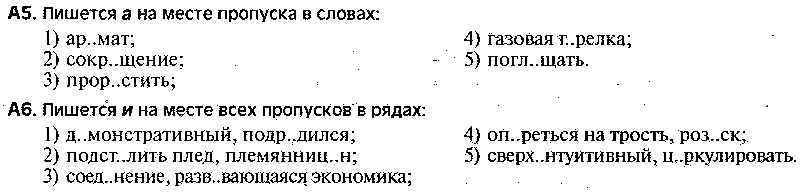 А5. Пишется а на месте пропуска в словах:
1) ар..мат;
2) сокр..щение;
3) прор..стить;
4) газовая т..релка;
5) погл..щать.
А6. Пишется и на месте всех пропусков в рядах:
1) д..монстративный, подр..дился;
2) подст..лить плед, племянниц..н;
3) соед..нение, разв..вающаяся экономика;
4) оп..реться на трость, роз..ск;
5) сверх..нтуитивный, ц..ркулировать.